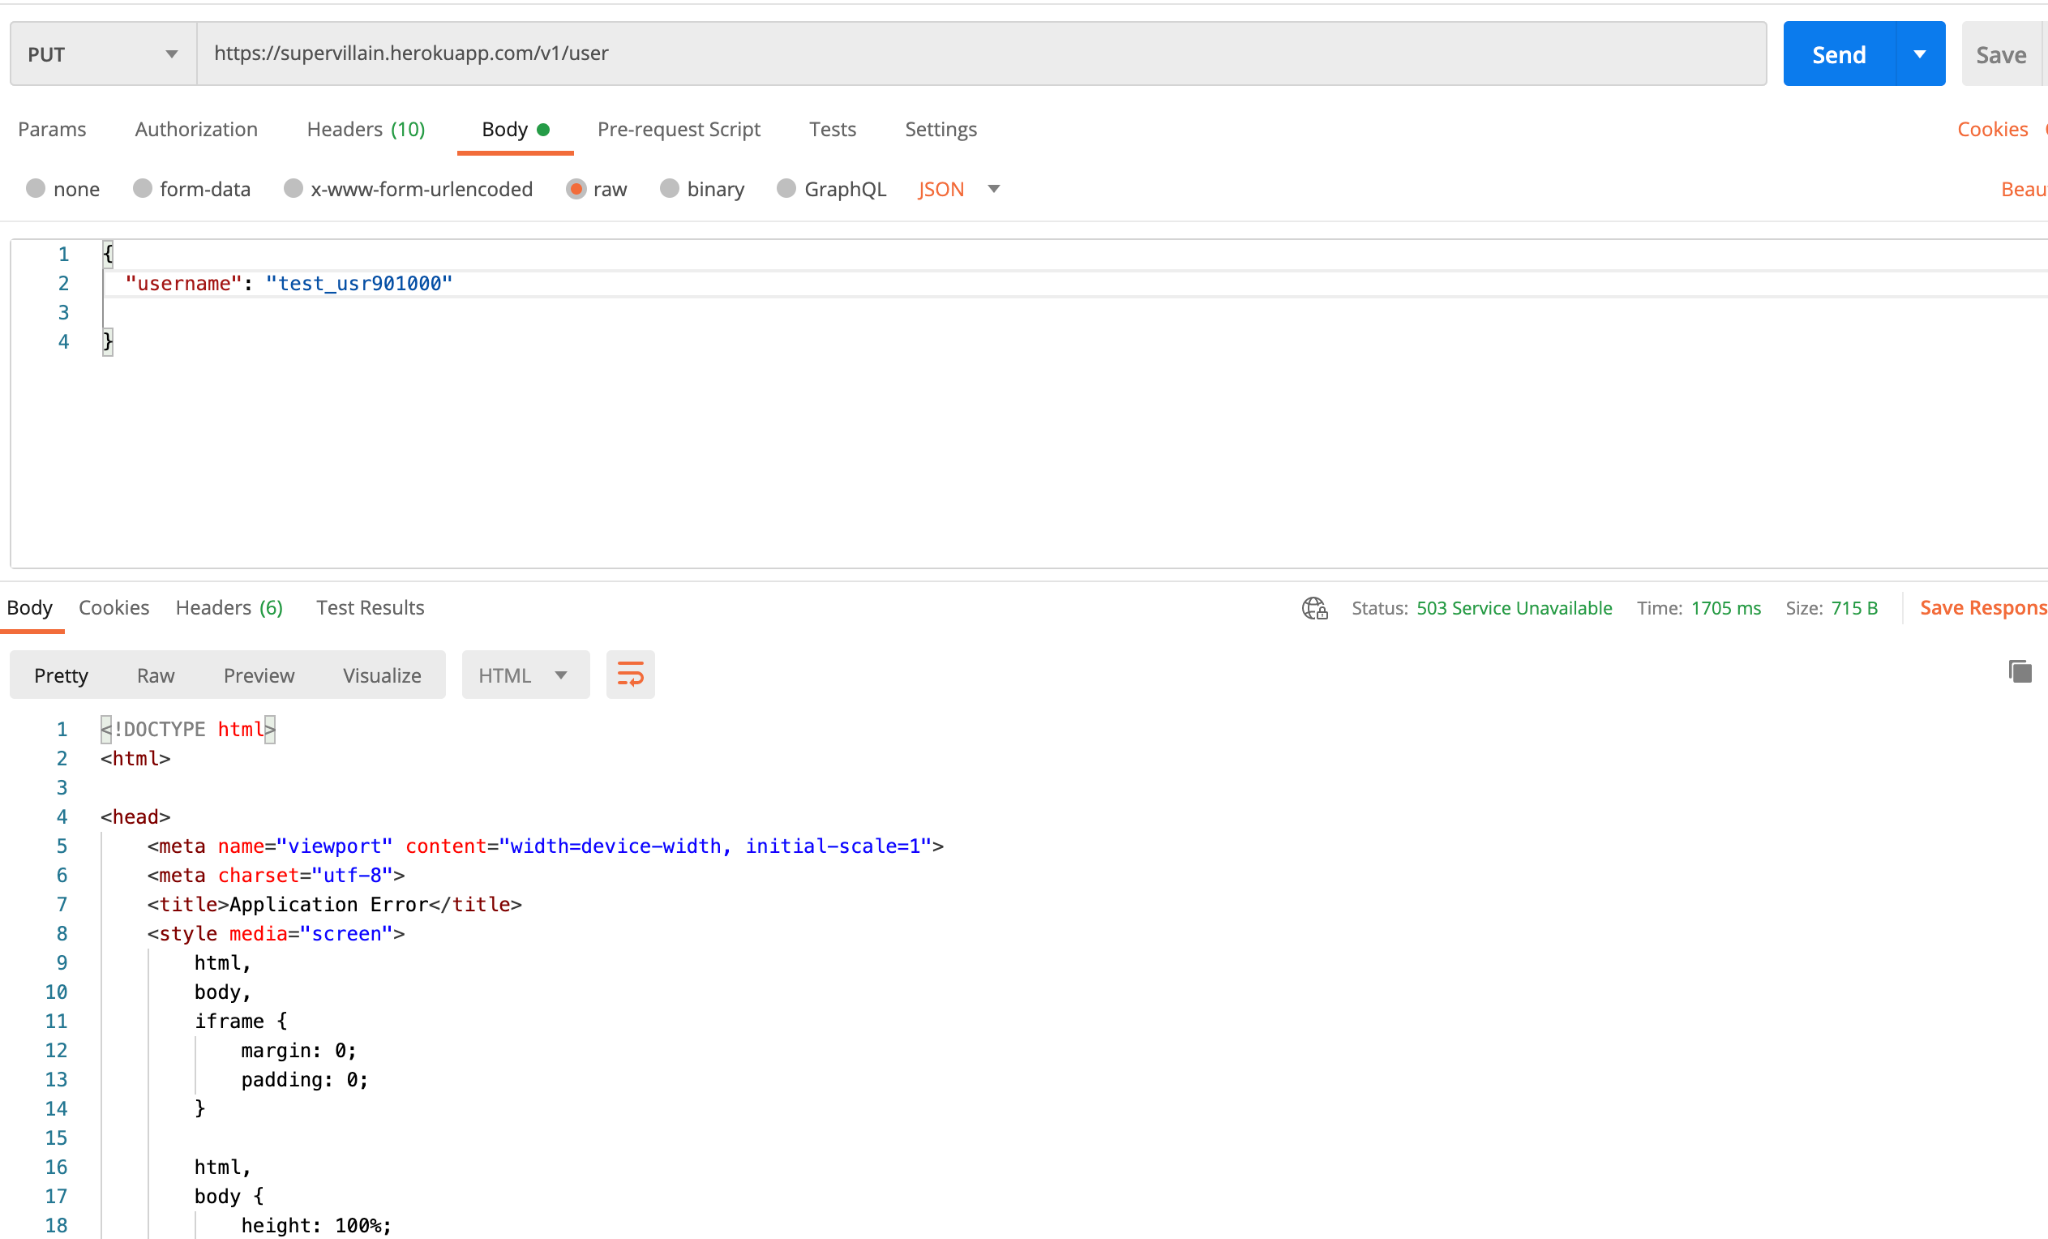 PUT https://supervillain.herokuapp.com/v1/user Send Save
Params Authorization Headers (10) Body Pre-request Script Tests Settings Cookies
none form-data x-www-form-urlencoded raw binary GraphQL JSON Beau
1 {
2 "username": "test_usr901000"
3
4 }
Body Cookies Headers (6) Test Results Status: 503 Service Unavailable Time: 1705 ms Size: 715 B Save Respons
Pretty Raw Preview Visualize HTML
1 <!DOCTYPE html>
2 <html>
3
4 <head>
5 <meta name="viewport" content="width=device-width, initial-scale=1">
6 <meta charset="utf-8">
7 <title>Application Error</title>
8 <style media="screen">
9 html,
10 body,
11 iframe {
12 margin: 0;
13 padding: 0;
14 }
15
16 html,
17 body {
18 height: 100%;